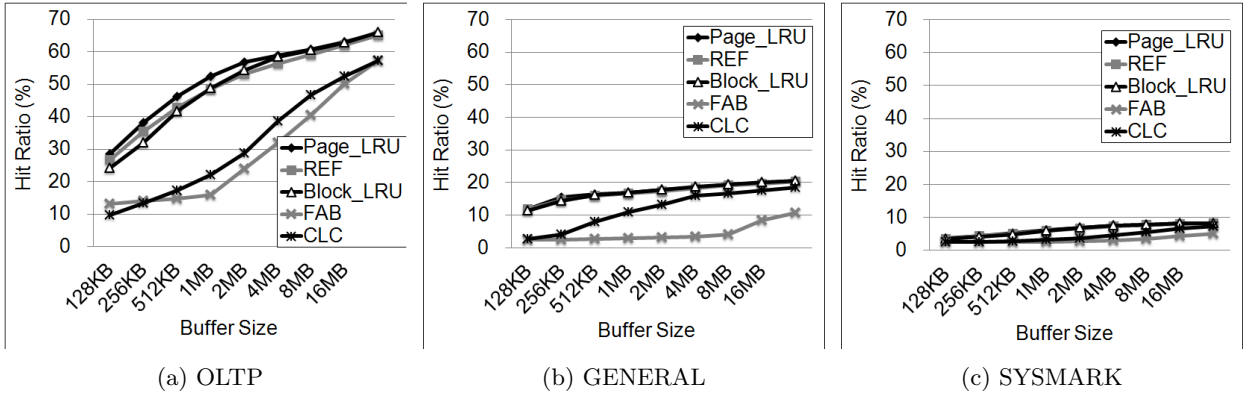 70
60
50
40
30
20
10
0
Hit Ratio (%)
Page_LRU
REF
Block_LRU
FAB
CLC
128KB
256KB
512KB
1MB
2MB
4MB
8MB
16MB
Buffer Size
(a) OLTP
70
60
50
40
30
20
10
0
Hit Ratio (%)
Page_LRU
REF
Block_LRU
FAB
CLC
128KB
256KB
512KB
1MB
2MB
4MB
8MB
16MB
Buffer Size
(b) GENERAL
70
60
50
40
30
20
10
0
Hit Ratio (%)
Page_LRU
REF
Block_LRU
FAB
CLC
128KB
256KB
512KB
1MB
2MB
4MB
8MB
16MB
Buffer Size
(c) SYSMARK